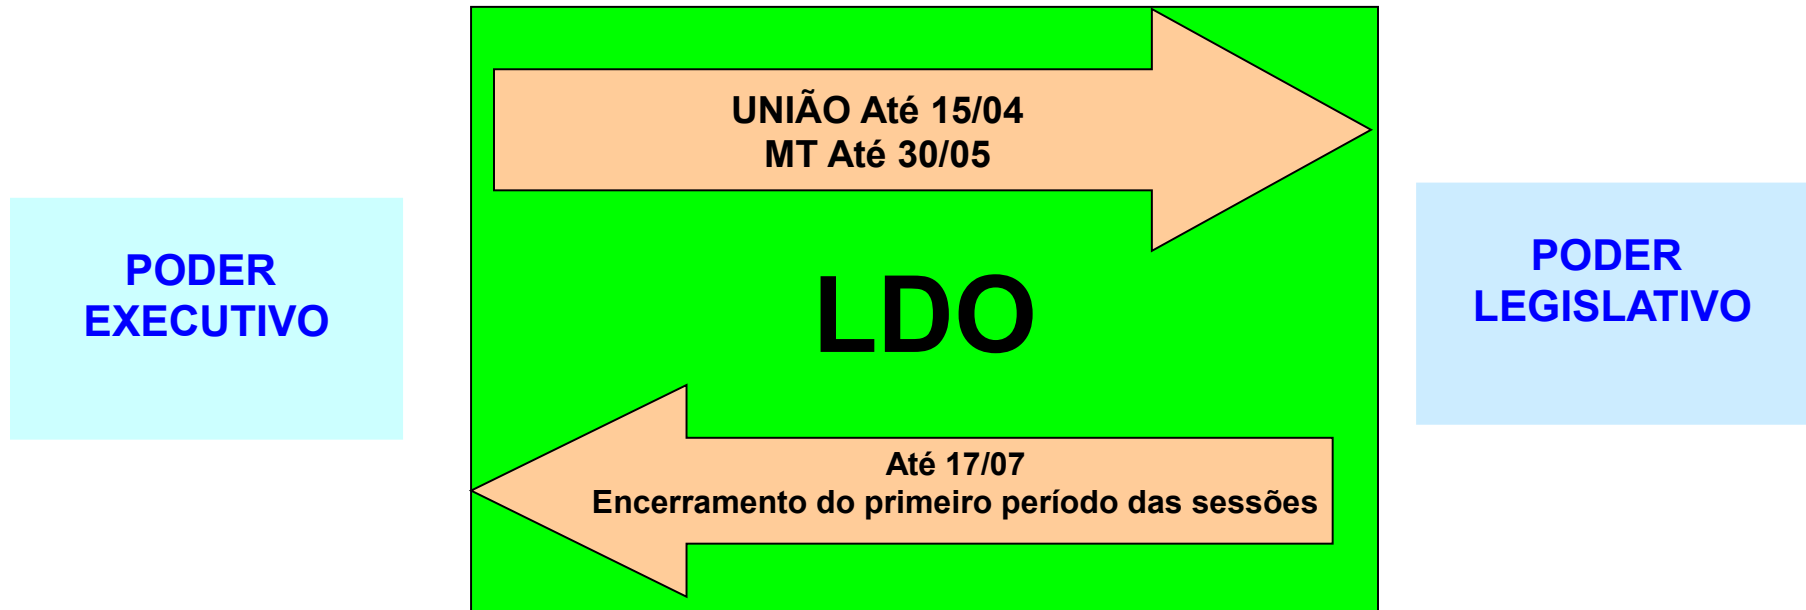 UNIÃO Até 15/04
MT Até 30/05
PODER
EXECUTIVO
LDO
PODER
LEGISLATIVO
Até 17/07
Encerramento do primeiro período das sessões